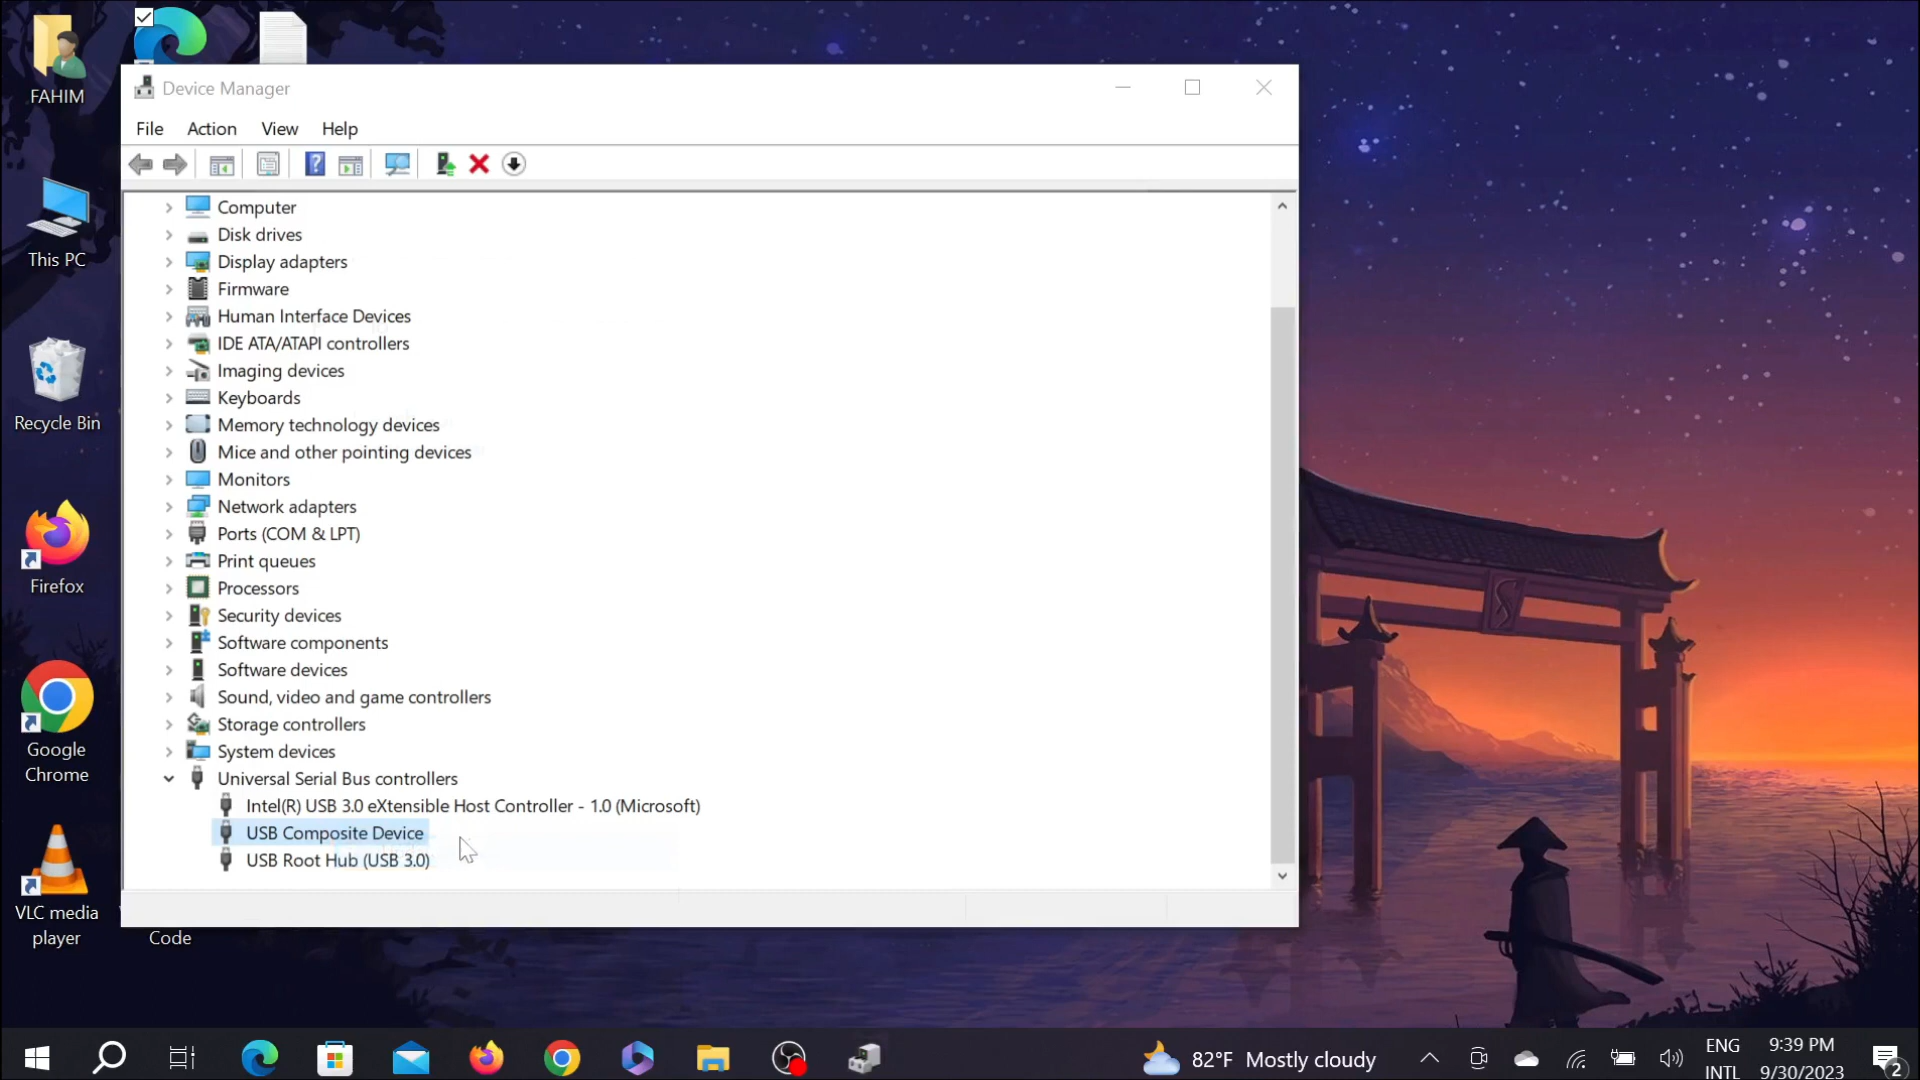 FAHIM
This PC
Recycle Bin
Firefox
Google
Chrome
VLC media
player
Code
Device Manager
File Action View Help
Computer
Disk drives
Display adapters
Firmware
Human Interface Devices
IDE ATA/ATAPI controllers
Imaging devices
Keyboards
Memory technology devices
Mice and other pointing devices
Monitors
Network adapters
Ports (COM & LPT)
Print queues
Processors
Security devices
Software components
Software devices
Sound, video and game controllers
Storage controllers
System devices
Universal Serial Bus controllers
Intel(R) USB 3.0 eXtensible Host Controller - 1.0 (Microsoft)
USB Composite Device
USB Root Hub (USB 3.0)
82°F Mostly cloudy
ENG
INTL
9:39 PM
9/30/2023
2